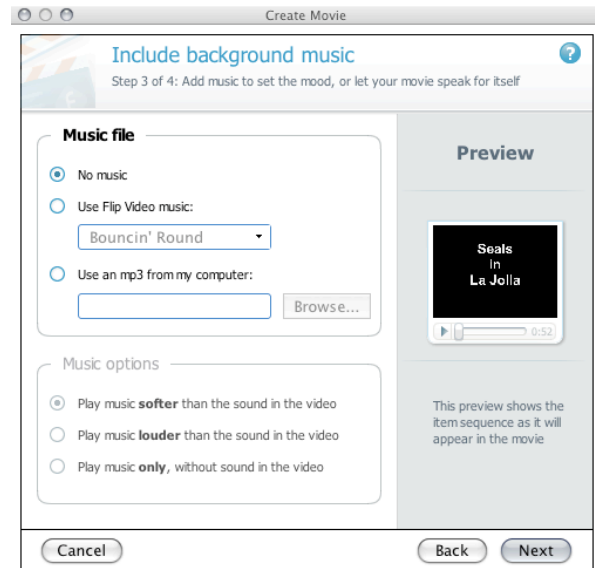 Create Movie
Include background music
Step 3 of 4: Add music to set the mood, or let your movie speak for itself
?
Music file
No music
Use Flip Video music:
Bouncin' Round
Use an mp3 from my computer:
Browse...
Music options
Play music softer than the sound in the video
Play music louder than the sound in the video
Play music only, without sound in the video
Preview
Seals
in
La Jolla
0:52
This preview shows the
item sequence as it will
appear in the movie
Cancel
Back
Next